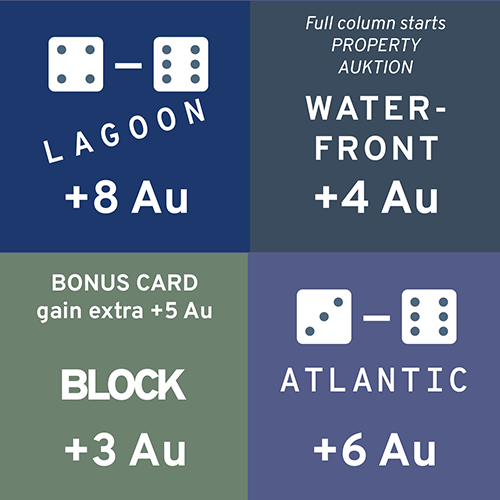 –
LAGOON
+8 Au
Full column starts
PROPERTY
AUKTION
WATER-
FRONT
+4 Au
BONUS CARD
gain extra +5 Au
BLOCK
+3 Au
–
ATLANTIC
+6 Au